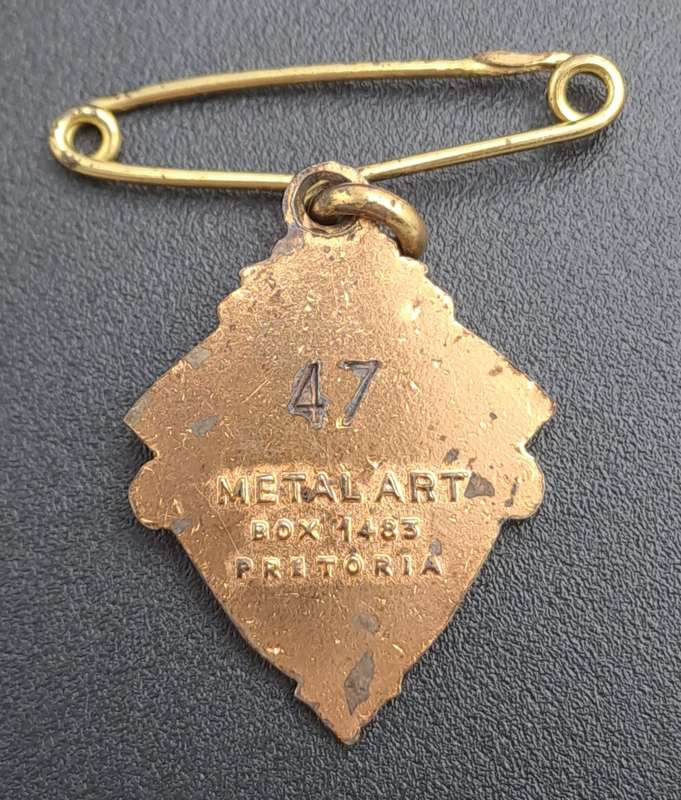 47
METAL ART
BOX 1483
PRETORIA